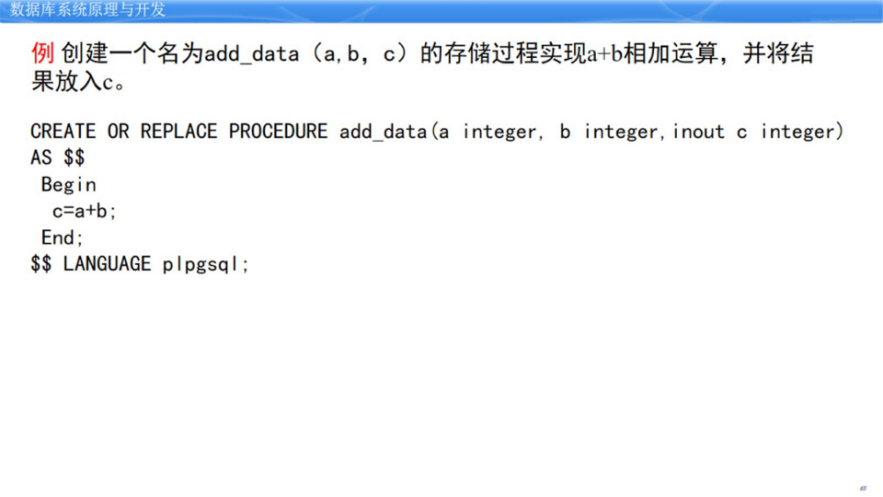 数据库系统原理与开发
例 创建一个名为add_data（a,b，c）的存储过程实现a+b相加运算，并将结
果放入c。
CREATE OR REPLACE PROCEDURE add_data(a integer, b integer,inout c integer)
AS $$
Begin
c=a+b;
End;
$$ LANGUAGE plpgsql;